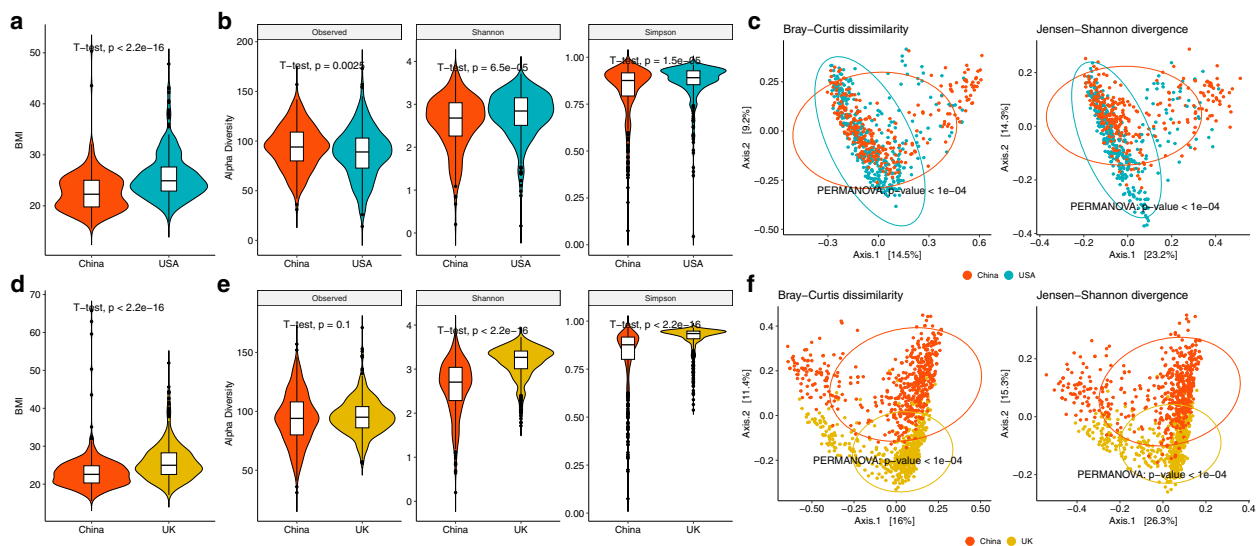 a
T−test, p < 2.2e−16
BMI
50
40
30
20
China
USA
b
Observed
Shannon
Simpson
T−test, p = 0.0025
T−test, p = 6.5e−05
T−test, p = 1.5e−05
Alpha Diversity
200
150
100
50
0
4
3
2
1
0
1.00
0.75
0.50
0.25
0.00
China
USA
China
USA
China
USA
c
Bray−Curtis dissimilarity
Jensen−Shannon divergence
Axis.2 [9.2%]
0.25
0.00
−0.25
−0.50
PERMANOVA: p−value < 1e−04
−0.3
0.0
0.3
0.6
Axis.1 [14.5%]
Axis.2 [14.3%]
0.2
0.0
−0.2
−0.4
PERMANOVA: p−value < 1e−04
−0.4
−0.2
0.0
0.2
0.4
Axis.1 [23.2%]
China
USA
d
T−test, p < 2.2e−16
BMI
70
60
50
40
30
20
China
UK
e
Observed
Shannon
Simpson
T−test, p = 0.1
T−test, p < 2.2e−16
T−test, p < 2.2e−16
Alpha Diversity
150
100
50
4
3
2
1
0
1.00
0.75
0.50
0.25
0.00
China
UK
China
UK
China
UK
f
Bray−Curtis dissimilarity
Jensen−Shannon divergence
Axis.2 [11.4%]
0.4
0.2
0.0
−0.2
PERMANOVA: p−value < 1e−04
−0.50
−0.25
0.00
0.25
0.50
Axis.1 [16%]
Axis.2 [15.3%]
0.2
0.0
−0.2
PERMANOVA: p−value < 1e−04
−0.6
−0.4
−0.2
0.0
0.2
0.4
Axis.1 [26.3%]
China
UK